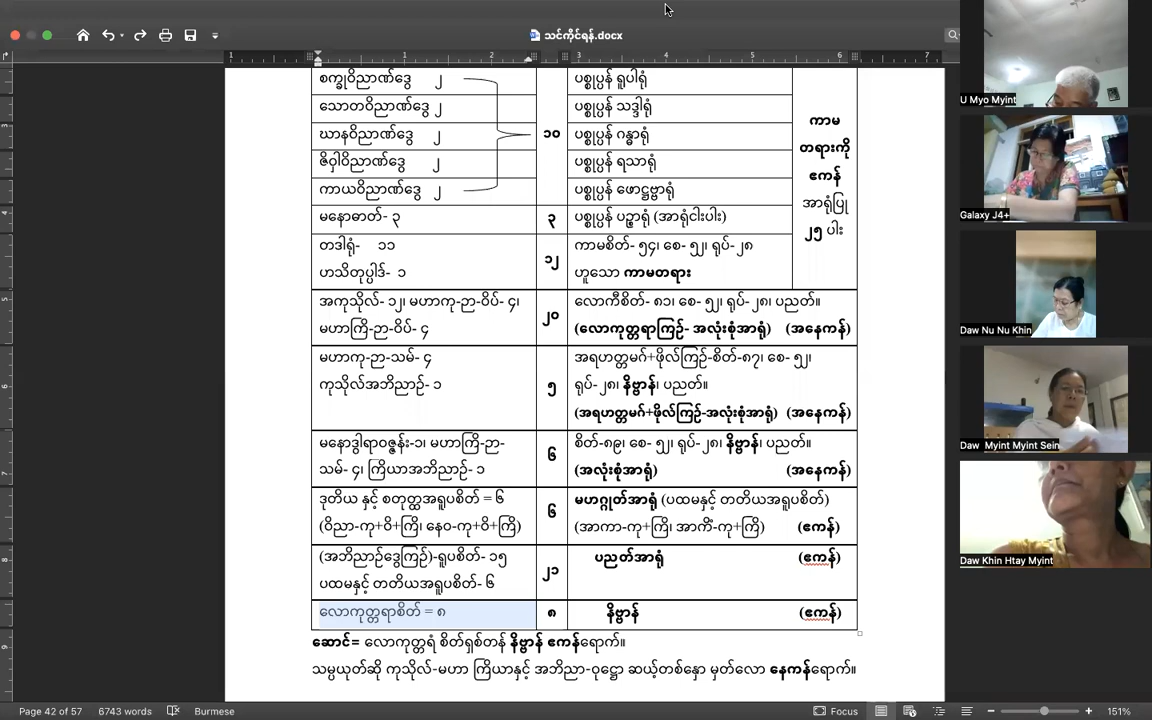 သင်ကိုင်ရန်.docx
1 1 2 3 4 5 6 7
စက္ခုဝိညာဏ်ဒွေ ၂ ပစ္စုပ္ပန် ရူပါရုံ
သောတဝိညာဏ်ဒွေ ၂ ပစ္စုပ္ပန် သဒ္ဒါရုံ
ဃာနဝိညာဏ်ဒွေ ၂ ၁၀ ပစ္စုပ္ပန် ဂန္ဓာရုံ
ဇိဝှါဝိညာဏ်ဒွေ ၂ ပစ္စုပ္ပန် ရသာရုံ
ကာယဝိညာဏ်ဒွေ ၂ ပစ္စုပ္ပန် ဖောဋ္ဌဗ္ဗာရုံ
မနောဓာတ်- ၃ ၃ ပစ္စုပ္ပန် ပဉ္စာရုံ (အာရုံငါးပါး)
တဒါရုံ- ၁၁ ၁၂ ကာမစိတ်- ၅၄၊ စေ- ၅၂၊ ရုပ်-၂၈
ဟသိတုပ္ပါဒ်- ၁ ဟူသော ကာမတရား
ကာမ
တရားကို
ဧကန်
အာရုံပြု
၂၅ ပါး
အကုသိုလ်- ၁၂၊ မဟာကု-ဉာ-ဝိပ်- ၄၊ ၂၀ လောကီစိတ်- ၈၁၊ စေ- ၅၂၊ ရုပ်-၂၈၊ ပညတ်။
မဟာကြိ-ဉာ-ဝိပ်- ၄ (လောကုတ္တရာကြဉ်- အလုံးစုံအာရုံ) (အနေကန်)
မဟာကု-ဉာ-သမ်- ၄ ၅ အရဟတ္တမဂ်+ဖိုလ်ကြဉ်-စိတ်-၈၇၊ စေ- ၅၂၊
ကုသိုလ်အဘိညာဉ်- ၁ ရုပ်-၂၈၊ နိဗ္ဗာန်၊ ပညတ်။
(အရဟတ္တမဂ်+ဖိုလ်ကြဉ်-အလုံးစုံအာရုံ) (အနေကန်)
မနောဒွါရာဝဇ္ဇန်း-၁၊ မဟာကြိ-ဉာ- ၆ စိတ်-၈၉၊ စေ- ၅၂၊ ရုပ်-၂၈၊ နိဗ္ဗာန်၊ ပညတ်။
သမ်- ၄၊ ကြိယာအဘိညာဉ်- ၁ (အလုံးစုံအာရုံ) (အနေကန်)
ဒုတိယ နှင့် စတုတ္ထအရူပစိတ် = ၆ ၆ မဟဂ္ဂုတ်အာရုံ (ပထမနှင့် တတိယအရူပစိတ်)
(ဝိညာ-ကု+ဝိ+ကြိ၊ နေဝ-ကု+ဝိ+ကြိ) (အာကာ-ကု+ကြိ၊ အာကိံ-ကု+ကြိ) (ဧကန်)
(အဘိညာဉ်ဒွေကြဉ်)-ရူပစိတ်- ၁၅ ၂၁ ပညတ်အာရုံ (ဧကန်)
ပထမနှင့် တတိယအရူပစိတ်- ၆
လောကုတ္တရာစိတ် = ၈ ၈ နိဗ္ဗာန် (ဧကန်)
ဆောင်= လောကုတ္တရံ စိတ်ရှစ်တန် နိဗ္ဗာန် ဧကန်ရောက်။
သမ္ပယုတ်ဆို ကုသိုလ်-မဟာ ကြိယာနှင့် အဘိညာ-ဝုဋ္ဌော ဆယ့်တစ်နှော မှတ်လော နေကန်ရောက်။
U Myo Myint
Galaxy J4+
Daw Nu Nu Khin
Daw Myint Myint Sein
Daw Khin Htay Myint
Page 42 of 57 6743 words Burmese Focus 151%